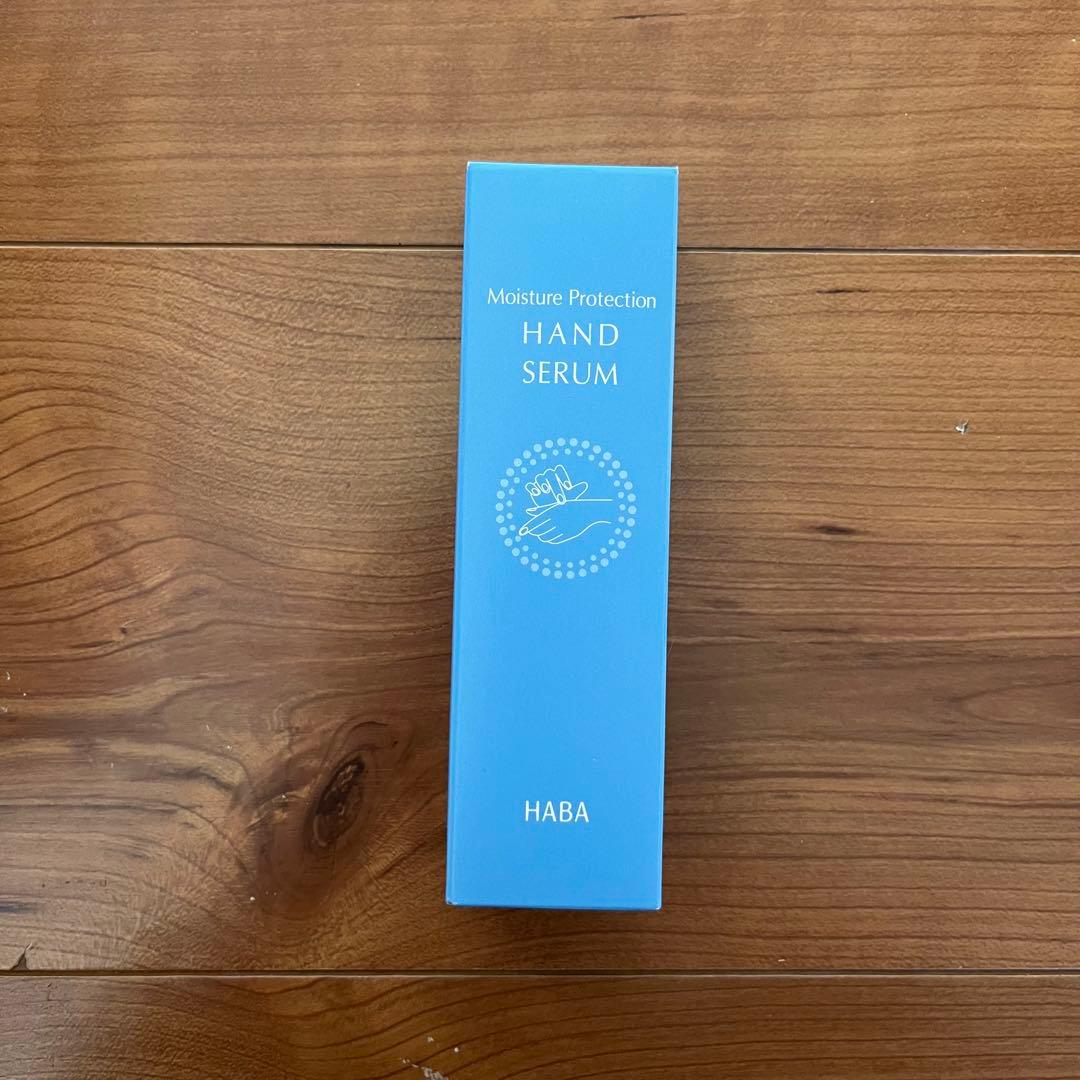 Moisture Protection
HAND
SERUM
HABA